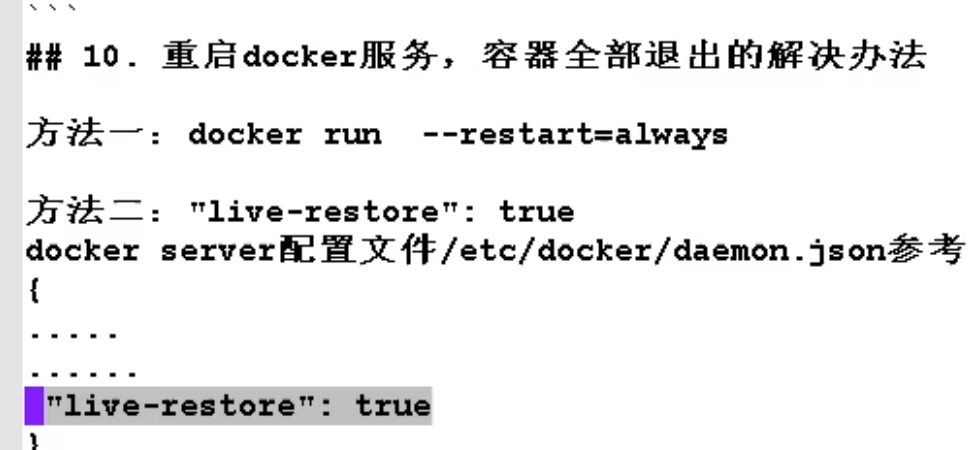 ```
## 10. 重启docker服务，容器全部退出的解决办法
方法一：docker run  --restart=always
方法二："live-restore": true
docker server配置文件/etc/docker/daemon.json参考
{
.....
......
"live-restore": true
}